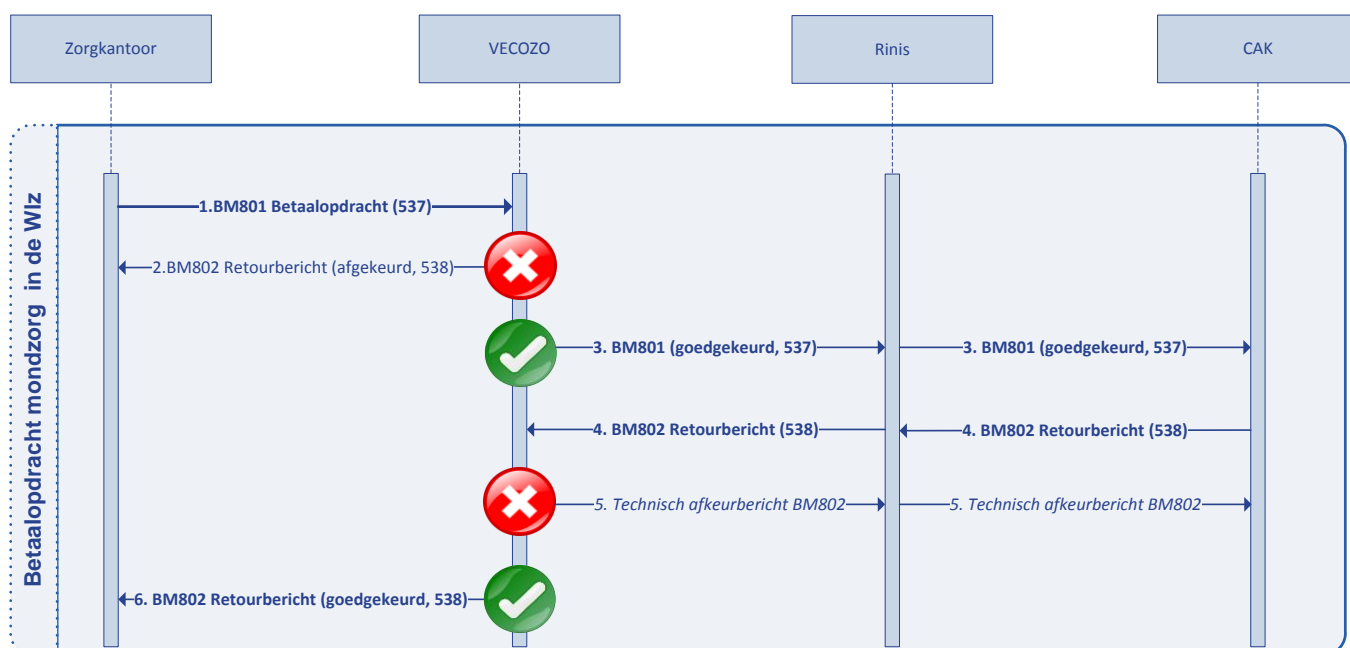 Zorgkantoor
VECOZO
Rinis
CAK
Betaalopdracht mondzorg in de Wlz
1.BM801 Betaalopdracht (537)
2.BM802 Retourbericht (afgekeurd, 538)
3. BM801 (goedgekeurd, 537)
3. BM801 (goedgekeurd, 537)
4. BM802 Retourbericht (538)
4. BM802 Retourbericht (538)
5. Technisch afkeurbericht BM802
5. Technisch afkeurbericht BM802
6. BM802 Retourbericht (goedgekeurd, 538)